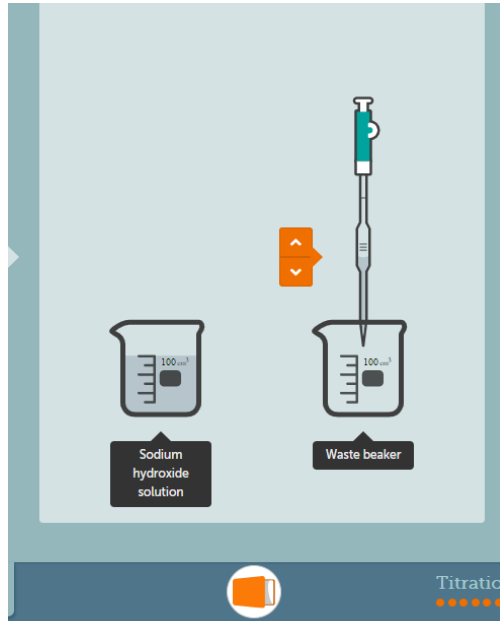 100 cm³
100 cm³
Sodium
hydroxide
solution
Waste beaker
Titratio